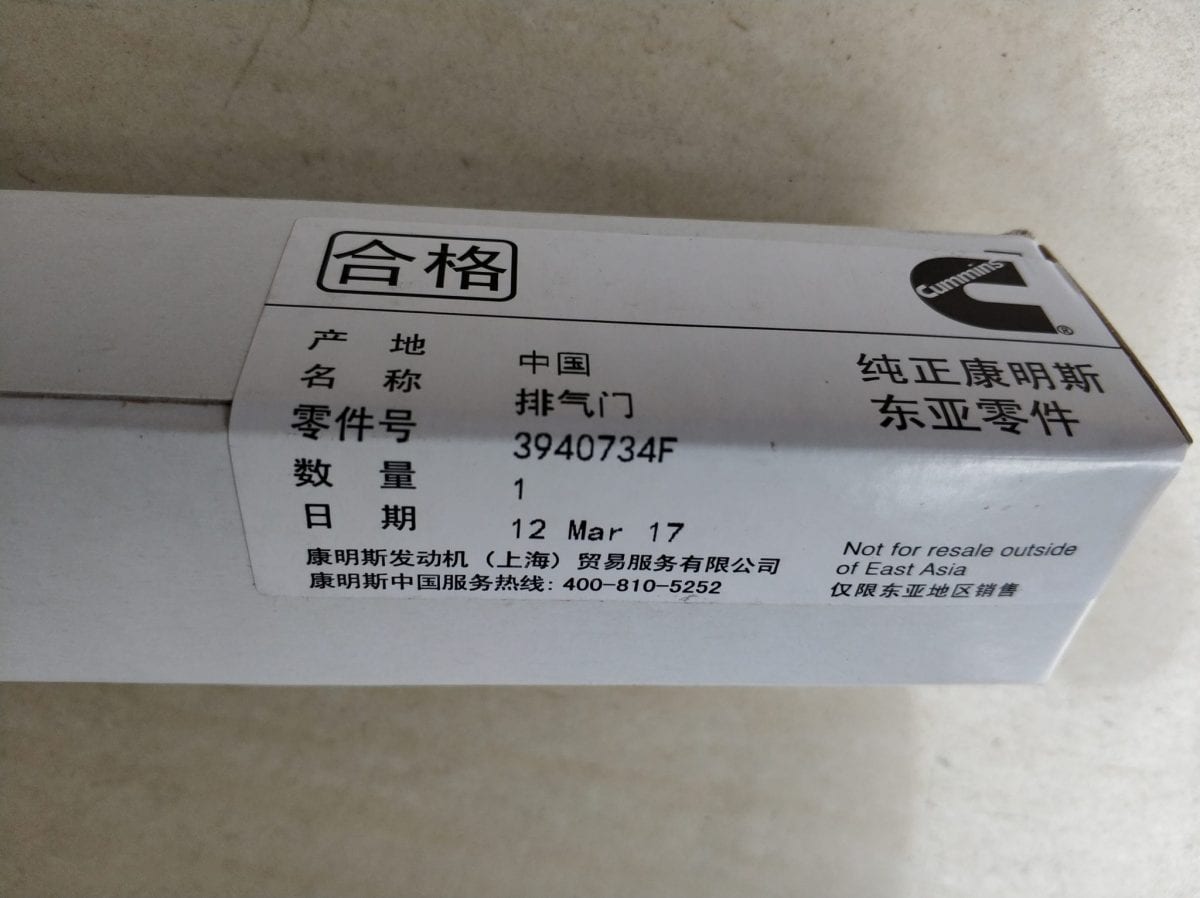 合格
Cummins
®
产 地 中国
名 称 排气门
零件号 3940734F
数 量 1
日 期 12 Mar 17
康明斯发动机（上海）贸易服务有限公司
康明斯中国服务热线: 400-810-5252
纯正康明斯
东亚零件
Not for resale outside
of East Asia
仅限东亚地区销售